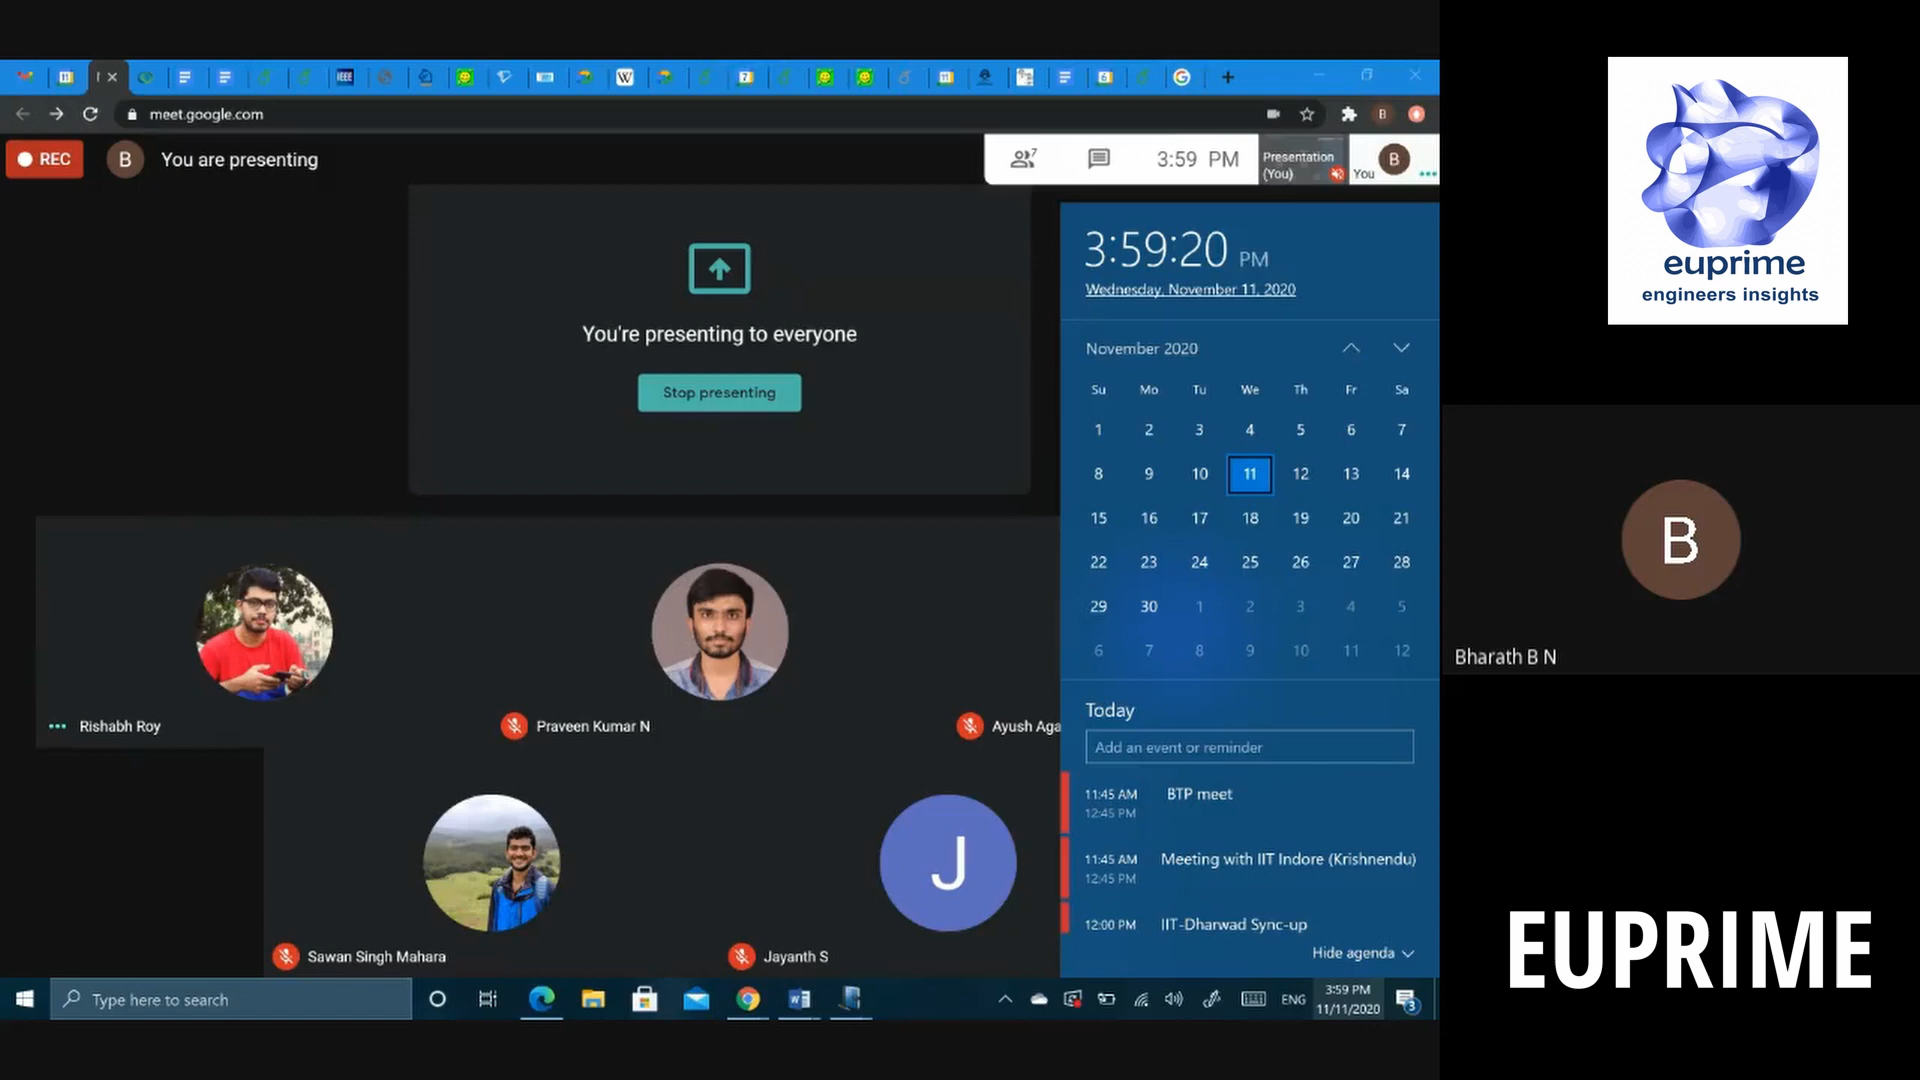 meet.google.com
REC
B
You are presenting
7
3:59 PM
Presentation
(You)
You
B
You're presenting to everyone
Stop presenting
Rishabh Roy
Praveen Kumar N
Ayush Aga
Sawan Singh Mahara
J
Jayanth S
3:59:20 PM
Wednesday, November 11, 2020
November 2020
Su Mo Tu We Th Fr Sa
1 2 3 4 5 6 7
8 9 10 11 12 13 14
15 16 17 18 19 20 21
22 23 24 25 26 27 28
29 30 1 2 3 4 5
6 7 8 9 10 11 12
Today
Add an event or reminder
11:45 AM BTP meet
12:45 PM
11:45 AM Meeting with IIT Indore (Krishnendu)
12:45 PM
12:00 PM IIT-Dharwad Sync-up
Hide agenda
Type here to search
ENG
3:59 PM
11/11/2020
3
euprime
engineers insights
B
Bharath B N
EUPRIME